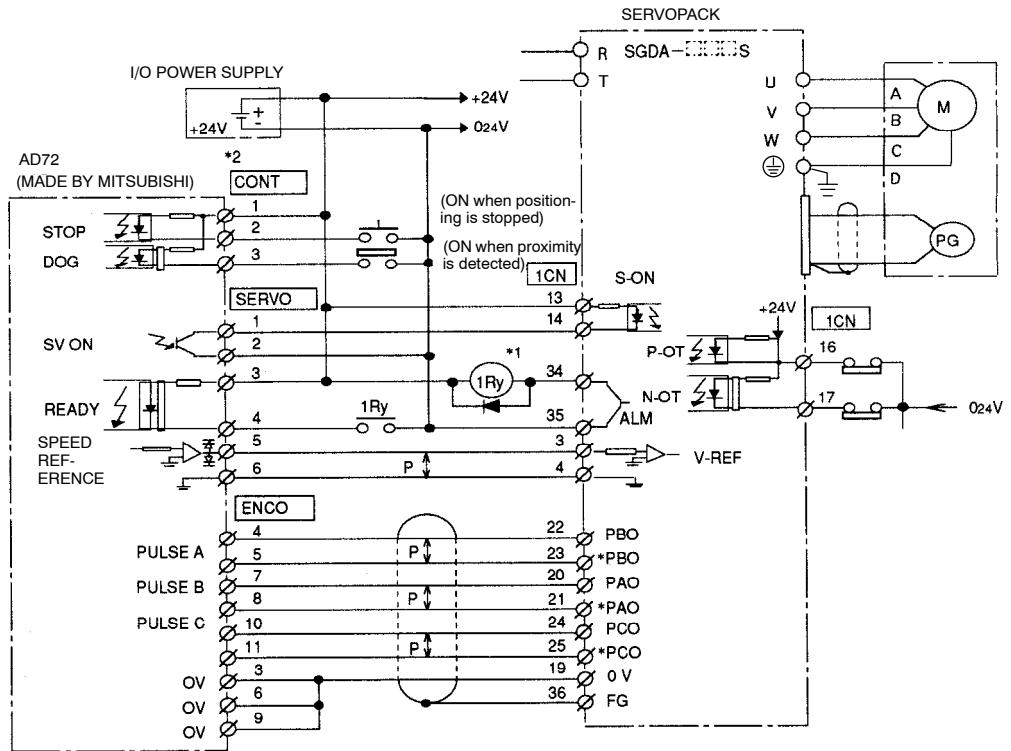 SERVOPACK
R SGDA- S
T
I/O POWER SUPPLY
+24V
024V
+
-
+24V
U
V
W
A
B
C
D
M
PG
AD72
(MADE BY MITSUBISHI)
*2
CONT
STOP
DOG
1
2
3
(ON when position-
ing is stopped)
(ON when proximity
is detected)
1CN
S-ON
13
14
SERVO
SV ON
1
2
+24V
1CN
P-OT
16
N-OT
17
024V
READY
3
4
*1
1Ry
34
1Ry
35
ALM
SPEED
REF-
ERENCE
5
6
P
3
4
V-REF
ENCO
PULSE A
4
5
P
22 PBO
23 *PBO
PULSE B
7
8
P
20 PAO
21 *PAO
PULSE C
10
11
P
24 PCO
25 *PCO
0V 3
0V 6
0V 9
19 0 V
36 FG